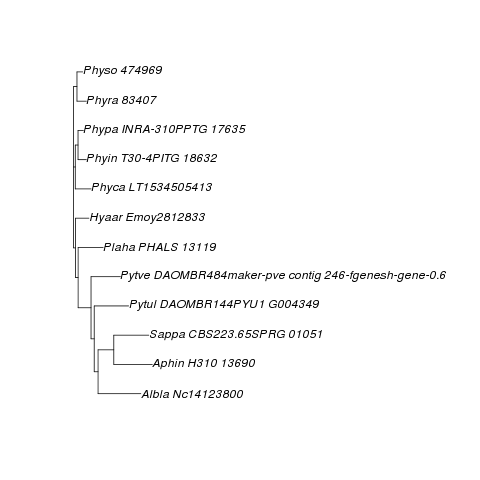 Physo 474969
Phyra 83407
Phypa INRA-310PPTG 17635
Phyin T30-4PITG 18632
Phyca LT1534505413
Hyaar Emoy2812833
Plaha PHALS 13119
Pytve DAOMBR484maker-pve contig 246-fgenesh-gene-0.6
Pytul DAOMBR144PYU1 G004349
Sappa CBS223.65SPRG 01051
Aphin H310 13690
Albla Nc14123800